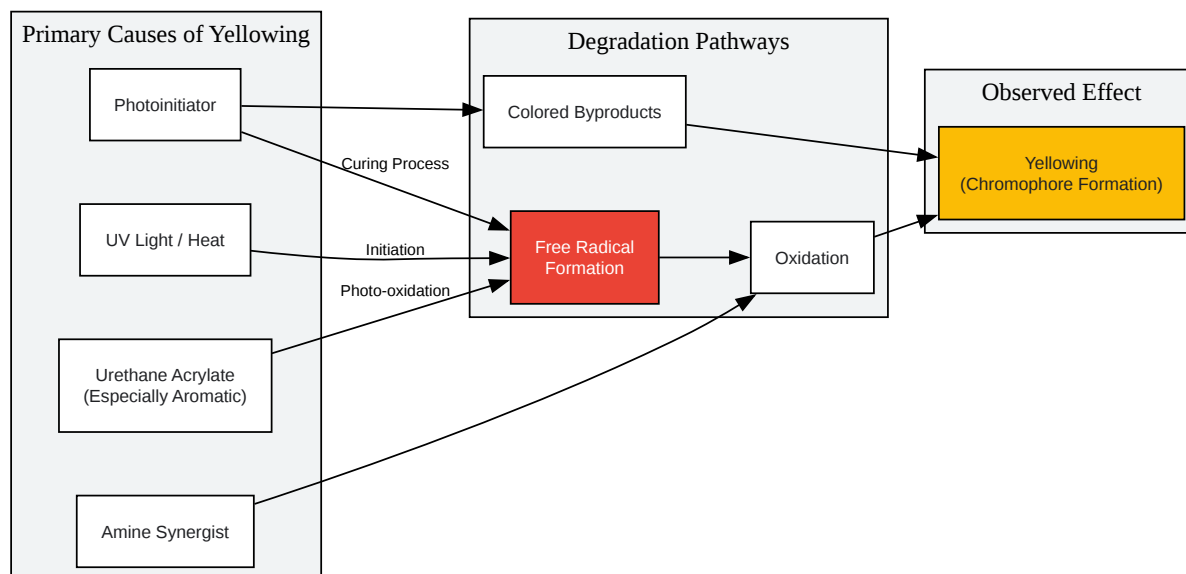 Primary Causes of Yellowing
Photoinitiator
UV Light / Heat
Urethane Acrylate
(Especially Aromatic)
Amine Synergist
Curing Process
Initiation
Photo-oxidation
Degradation Pathways
Colored Byproducts
Free Radical
Formation
Oxidation
Observed Effect
Yellowing
(Chromophore Formation)